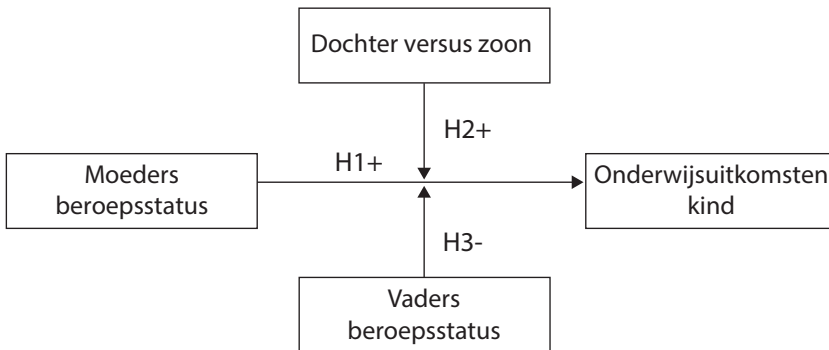 Dochter versus zoon
H2+
H1+
Moeders
beroepsstatus
Onderwijsuitkomsten
kind
H3-
Vaders
beroepsstatus